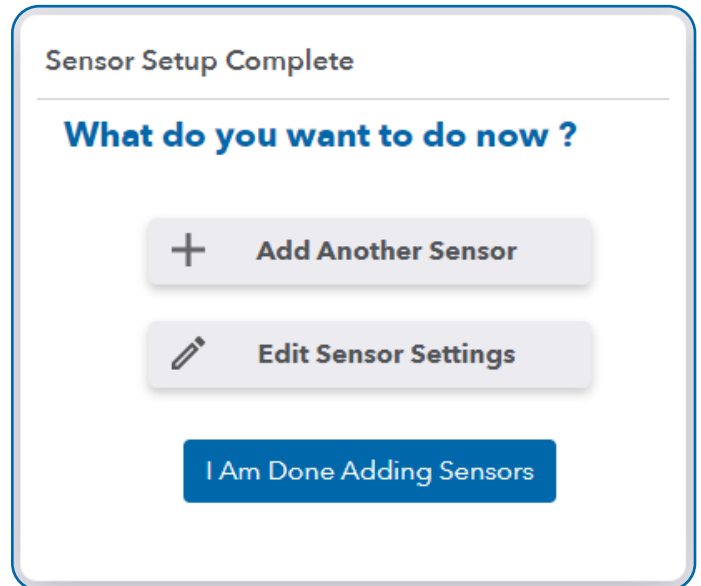 Sensor Setup Complete
What do you want to do now ?
Add Another Sensor
Edit Sensor Settings
I Am Done Adding Sensors